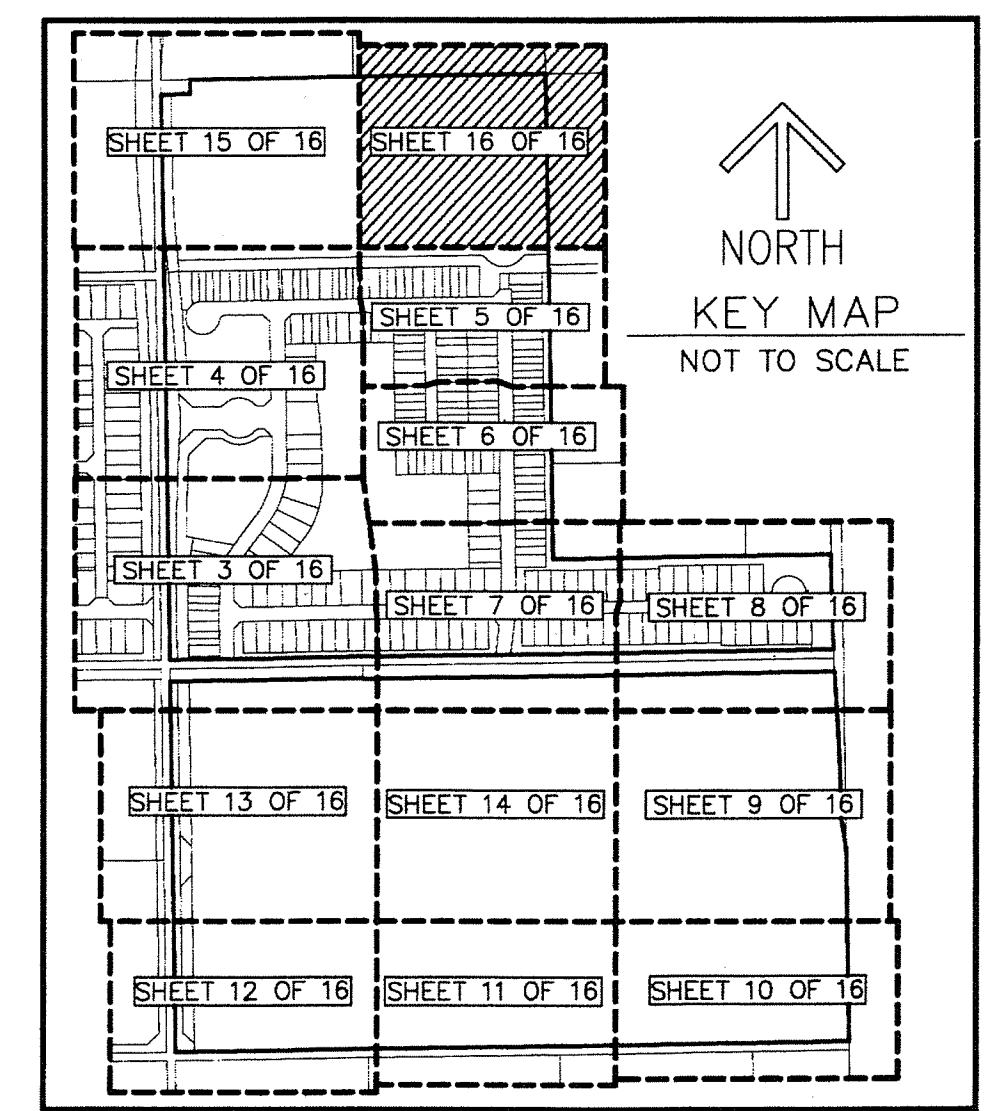 SHEET 15 OF 16
SHEET 16 OF 16
NORTH
KEY MAP
NOT TO SCALE
SHEET 5 OF 16
SHEET 4 OF 16
SHEET 6 OF 16
SHEET 3 OF 16
SHEET 7 OF 16
SHEET 8 OF 16
SHEET 13 OF 16
SHEET 14 OF 16
SHEET 9 OF 16
SHEET 12 OF 16
SHEET 11 OF 16
SHEET 10 OF 16